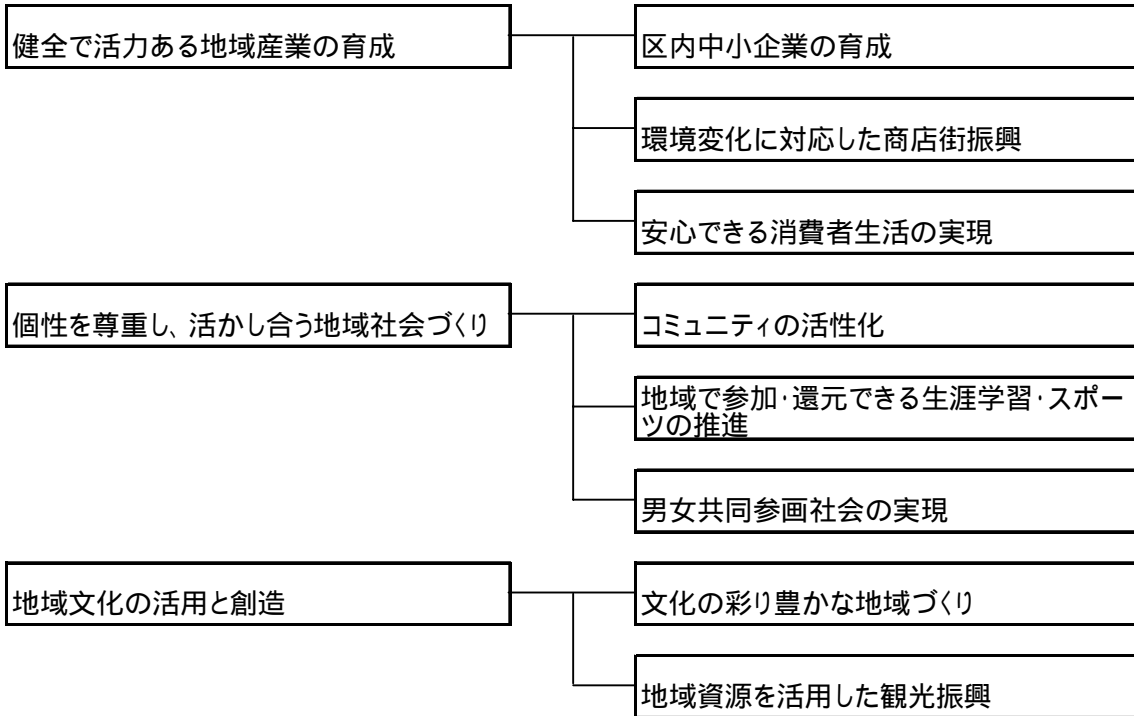 健全で活力ある地域産業の育成
区内中小企業の育成
環境変化に対応した商店街振興
安心できる消費者生活の実現
個性を尊重し、活かし合う地域社会づくり
コミュニティの活性化
地域で参加・還元できる生涯学習・スポー
ツの推進
男女共同参画社会の実現
地域文化の活用と創造
文化の彩り豊かな地域づくり
地域資源を活用した観光振興